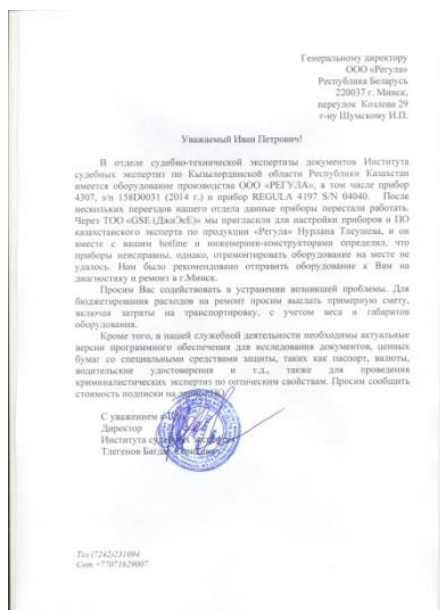 Генеральному директору
ООО «Регула»
Республика Беларусь
220037 г. Минск,
переулок Козлова 29
г-ну Шумскому И.П.
Уважаемый Иван Петрович!
В отделе судебно-технической экспертизы документов Института
судебных экспертиз по Кызылординской области Республики Казахстан
имеется оборудование производства ООО «РЕГУЛА», в том числе прибор
4307, s/n 158D0031 (2014 г.) и прибор REGULA 4197 S/N 04040. После
нескольких переездов нашего отдела данные приборы перестали работать.
Через ТОО «GSE (ДжиЭсЕ)» мы пригласили для настройки приборов и ПО
казахстанского эксперта по продукции «Регула» Нурлана Тлеушева, и он
вместе с вашим hotline и инженерами-конструкторами определил, что
приборы неисправны, однако, отремонтировать оборудование на месте не
удалось. Нам было рекомендовано отправить оборудование к Вам на
диагностику и ремонт в г.Минск.
Просим Вас содействовать в устранении возникшей проблемы. Для
бюджетирования расходов на ремонт просим выслать примерную смету,
включая затраты на транспортировку, с учетом веса и габаритов
оборудования.
Кроме того, в нашей служебной деятельности необходимы актуальные
версии программного обеспечения для исследования документов, ценных
бумаг со специальными средствами защиты, таких как паспорт, валюты,
водительские удостоверения и т.д., также для проведения
криминалистических экспертиз по оптическим свойствам. Просим сообщить
стоимость подписки на
С уважением
Директор
Института судебных экспертиз
Тлегенов
Тел (7242)231094
Сот. +77071629007